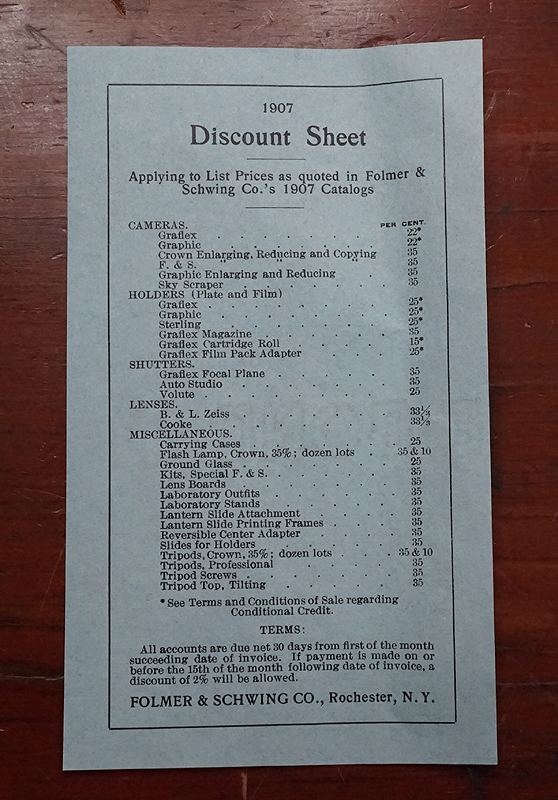 1907
Discount Sheet
Applying to List Prices as quoted in Folmer &
Schwing Co.'s 1907 Catalogs
CAMERAS. PER CENT.
Graflex . . . . . . . 22*
Graphic . . . . . . . 22*
Crown Enlarging, Reducing and Copying 35
F. & S. " " 35
Graphic Enlarging and Reducing . 35
Sky Scraper . . . . . . 35
HOLDERS (Plate and Film)
Graflex . . . . . . . 25*
Graphic . . . . . . . 25*
Sterling . . . . . . . 25*
Graflex Magazine . . . . . 35
Graflex Cartridge Roll . . . . 15*
Graflex Film Pack Adapter . . . 25*
SHUTTERS.
Graflex Focal Plane . . . . 35
Auto Studio . . . . . . 35
Volute . . . . . . . 25
LENSES.
B. & L. Zeiss . . . . . . 33⅓
Cooke . . . . . . . 33⅓
MISCELLANEOUS.
Carrying Cases . . . . . 25
Flash Lamp, Crown, 35%; dozen lots . 35 & 10
Ground Glass . . . . . . 25
Kits, Special F. & S. . . . . . 35
Lens Boards . . . . . . 35
Laboratory Outfits . . . . . 35
Laboratory Stands . . . . . 35
Lantern Slide Attachment . . . 35
Lantern Slide Printing Frames . . 35
Reversible Center Adapter . . . 35
Slides for Holders . . . . . 35
Tripods, Crown, 35%; dozen lots . . . 35 & 10
Tripods, Professional . . . . 35
Tripod Screws . . . . . . 35
Tripod Top, Tilting . . . . . 35
* See Terms and Conditions of Sale regarding
Conditional Credit.
TERMS:
All accounts are due net 30 days from first of the month
succeeding date of invoice. If payment is made on or
before the 15th of the month following date of invoice, a
discount of 2% will be allowed.
FOLMER & SCHWING CO., Rochester, N. Y.